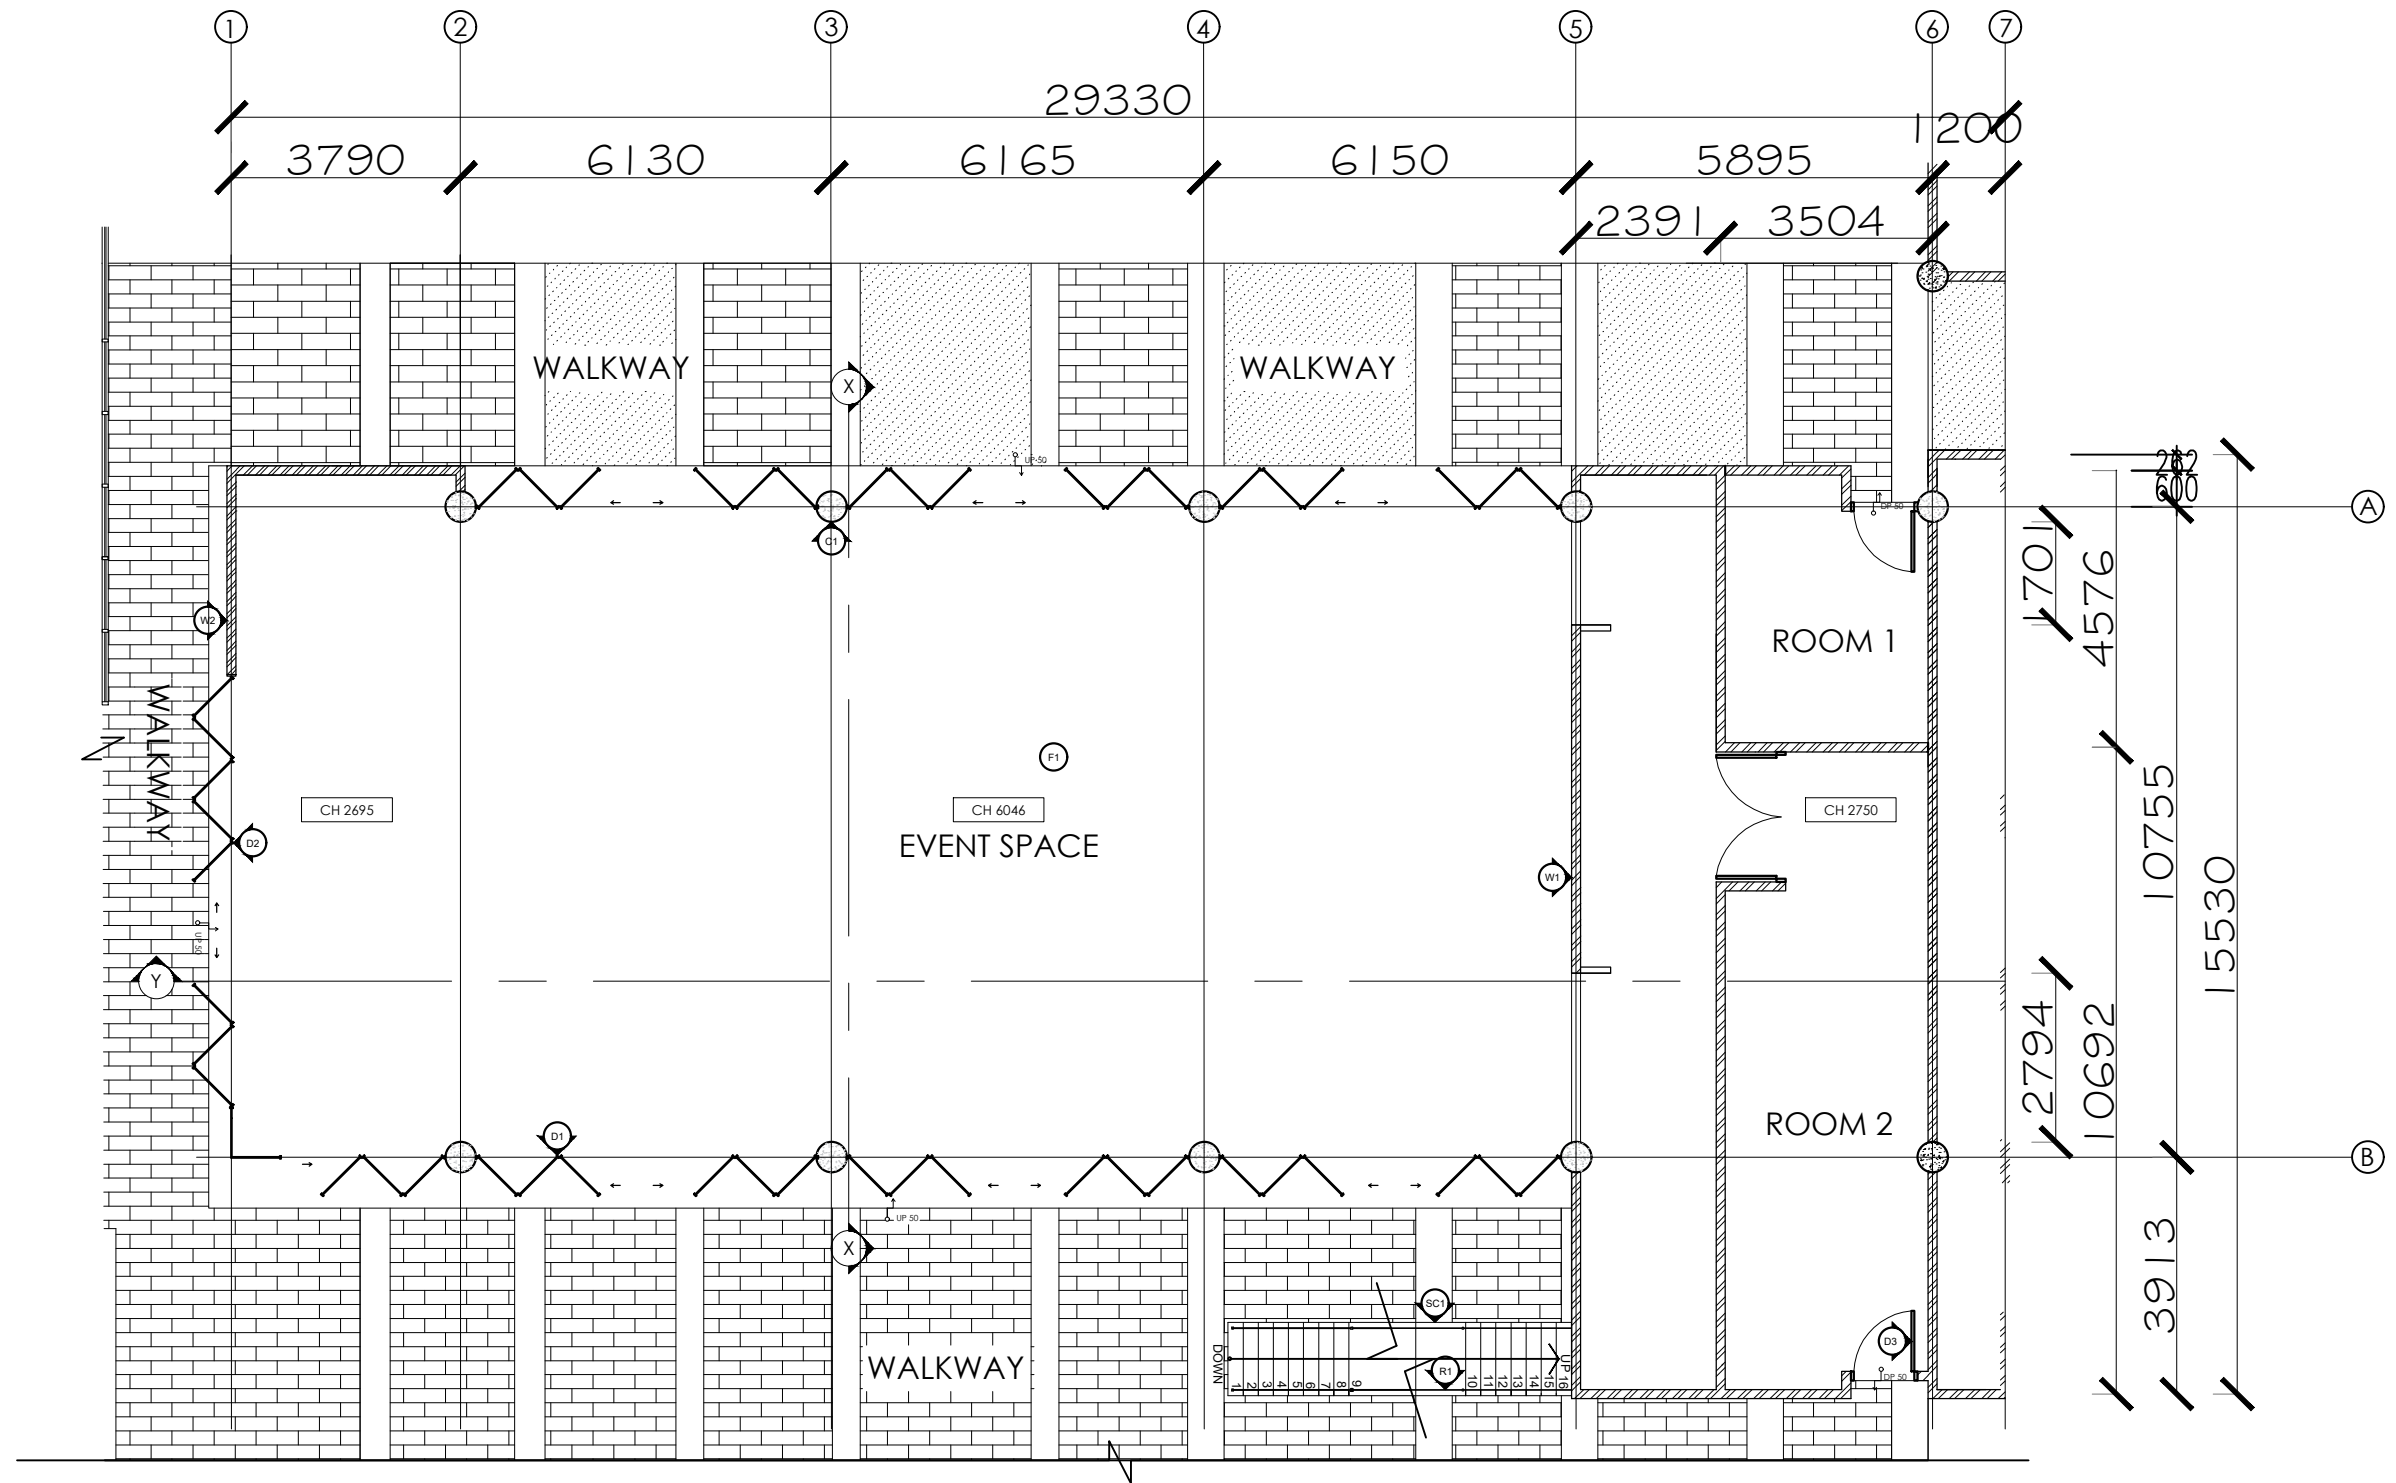 1 2 3 4 5 6 7
29330
1200
3790 6130 6165 6150 5895
2391 3504
WALKWAY
WALKWAY
X
UP 50
262
600
A
DP 50
C1
1701
4576
W2
ROOM 1
WALKWAY
F1
CH 2695
CH 6046
CH 2750
EVENT SPACE
D2
W1
10755
15530
UP 50
Y
2794
10692
ROOM 2
D1
B
UP 50
X
3913
SC1
D3
DOWN
UP
R1
1 2 3 4 5 6 7 8 9 10 11 12 13 14 15 16
WALKWAY
DP 50